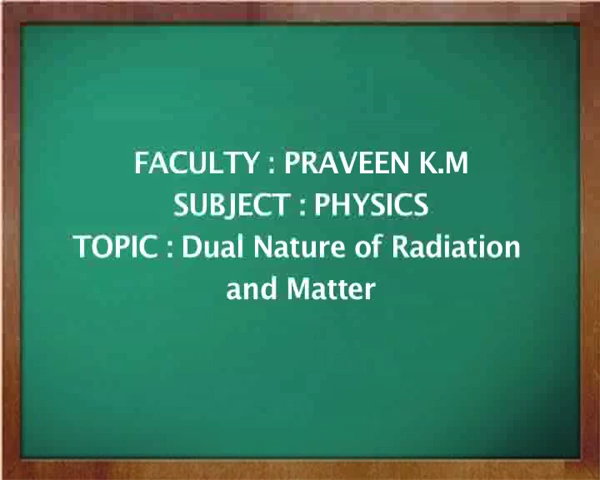 FACULTY : PRAVEEN K.M
SUBJECT : PHYSICS
TOPIC : Dual Nature of Radiation
and Matter